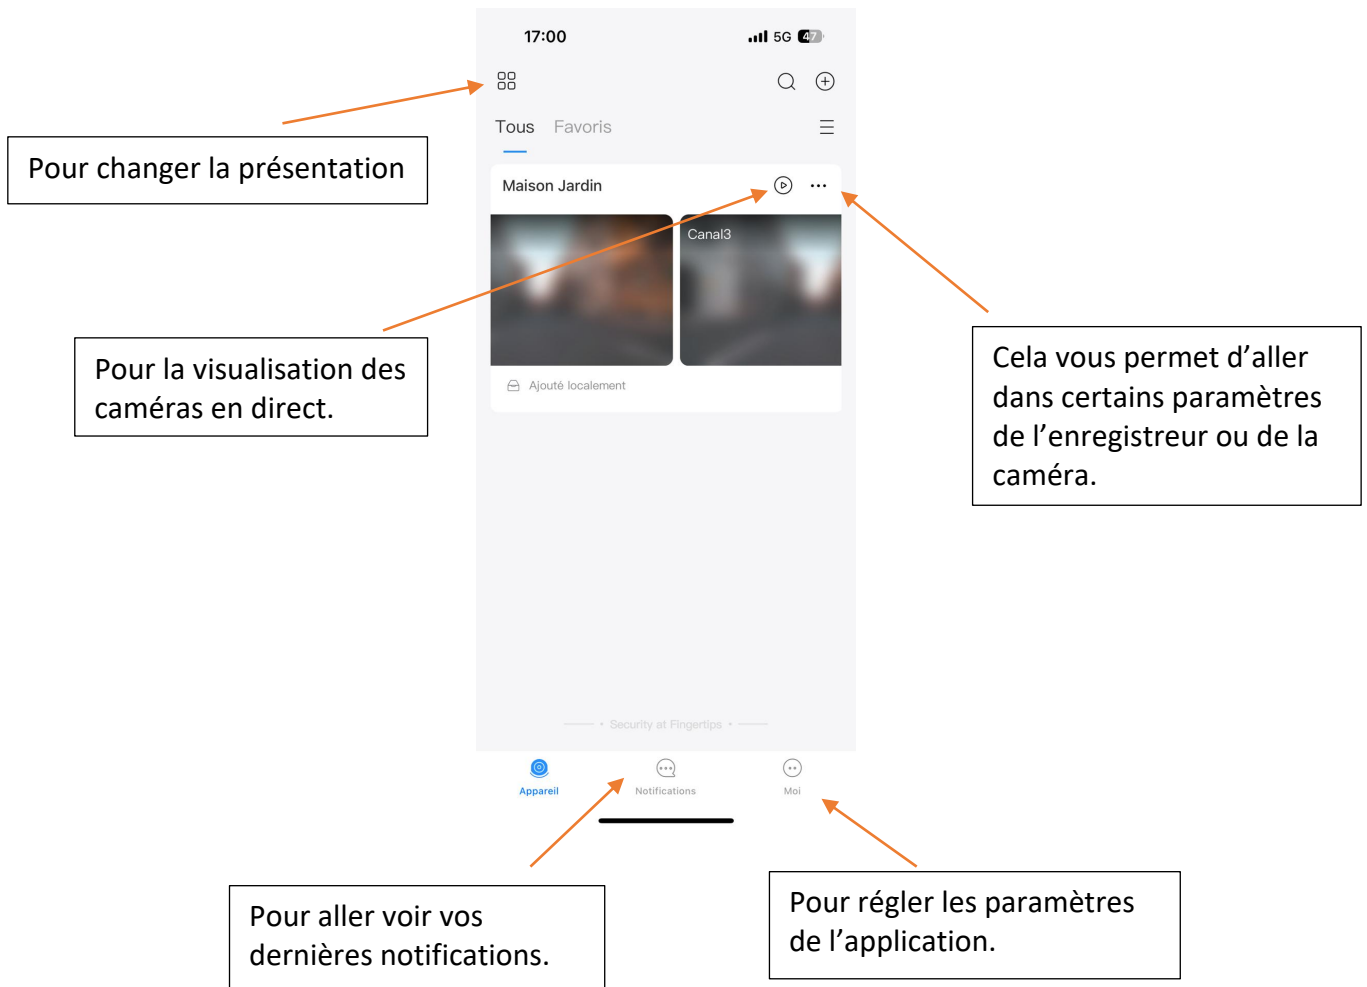 17:00
5G 47
Tous Favoris
Pour changer la présentation
Maison Jardin
Canal3
Ajouté localement
Pour la visualisation des
caméras en direct.
Cela vous permet d’aller
dans certains paramètres
de l’enregistreur ou de la
caméra.
Security at Fingertips
Appareil
Notifications
Moi
Pour aller voir vos
dernières notifications.
Pour régler les paramètres
de l’application.